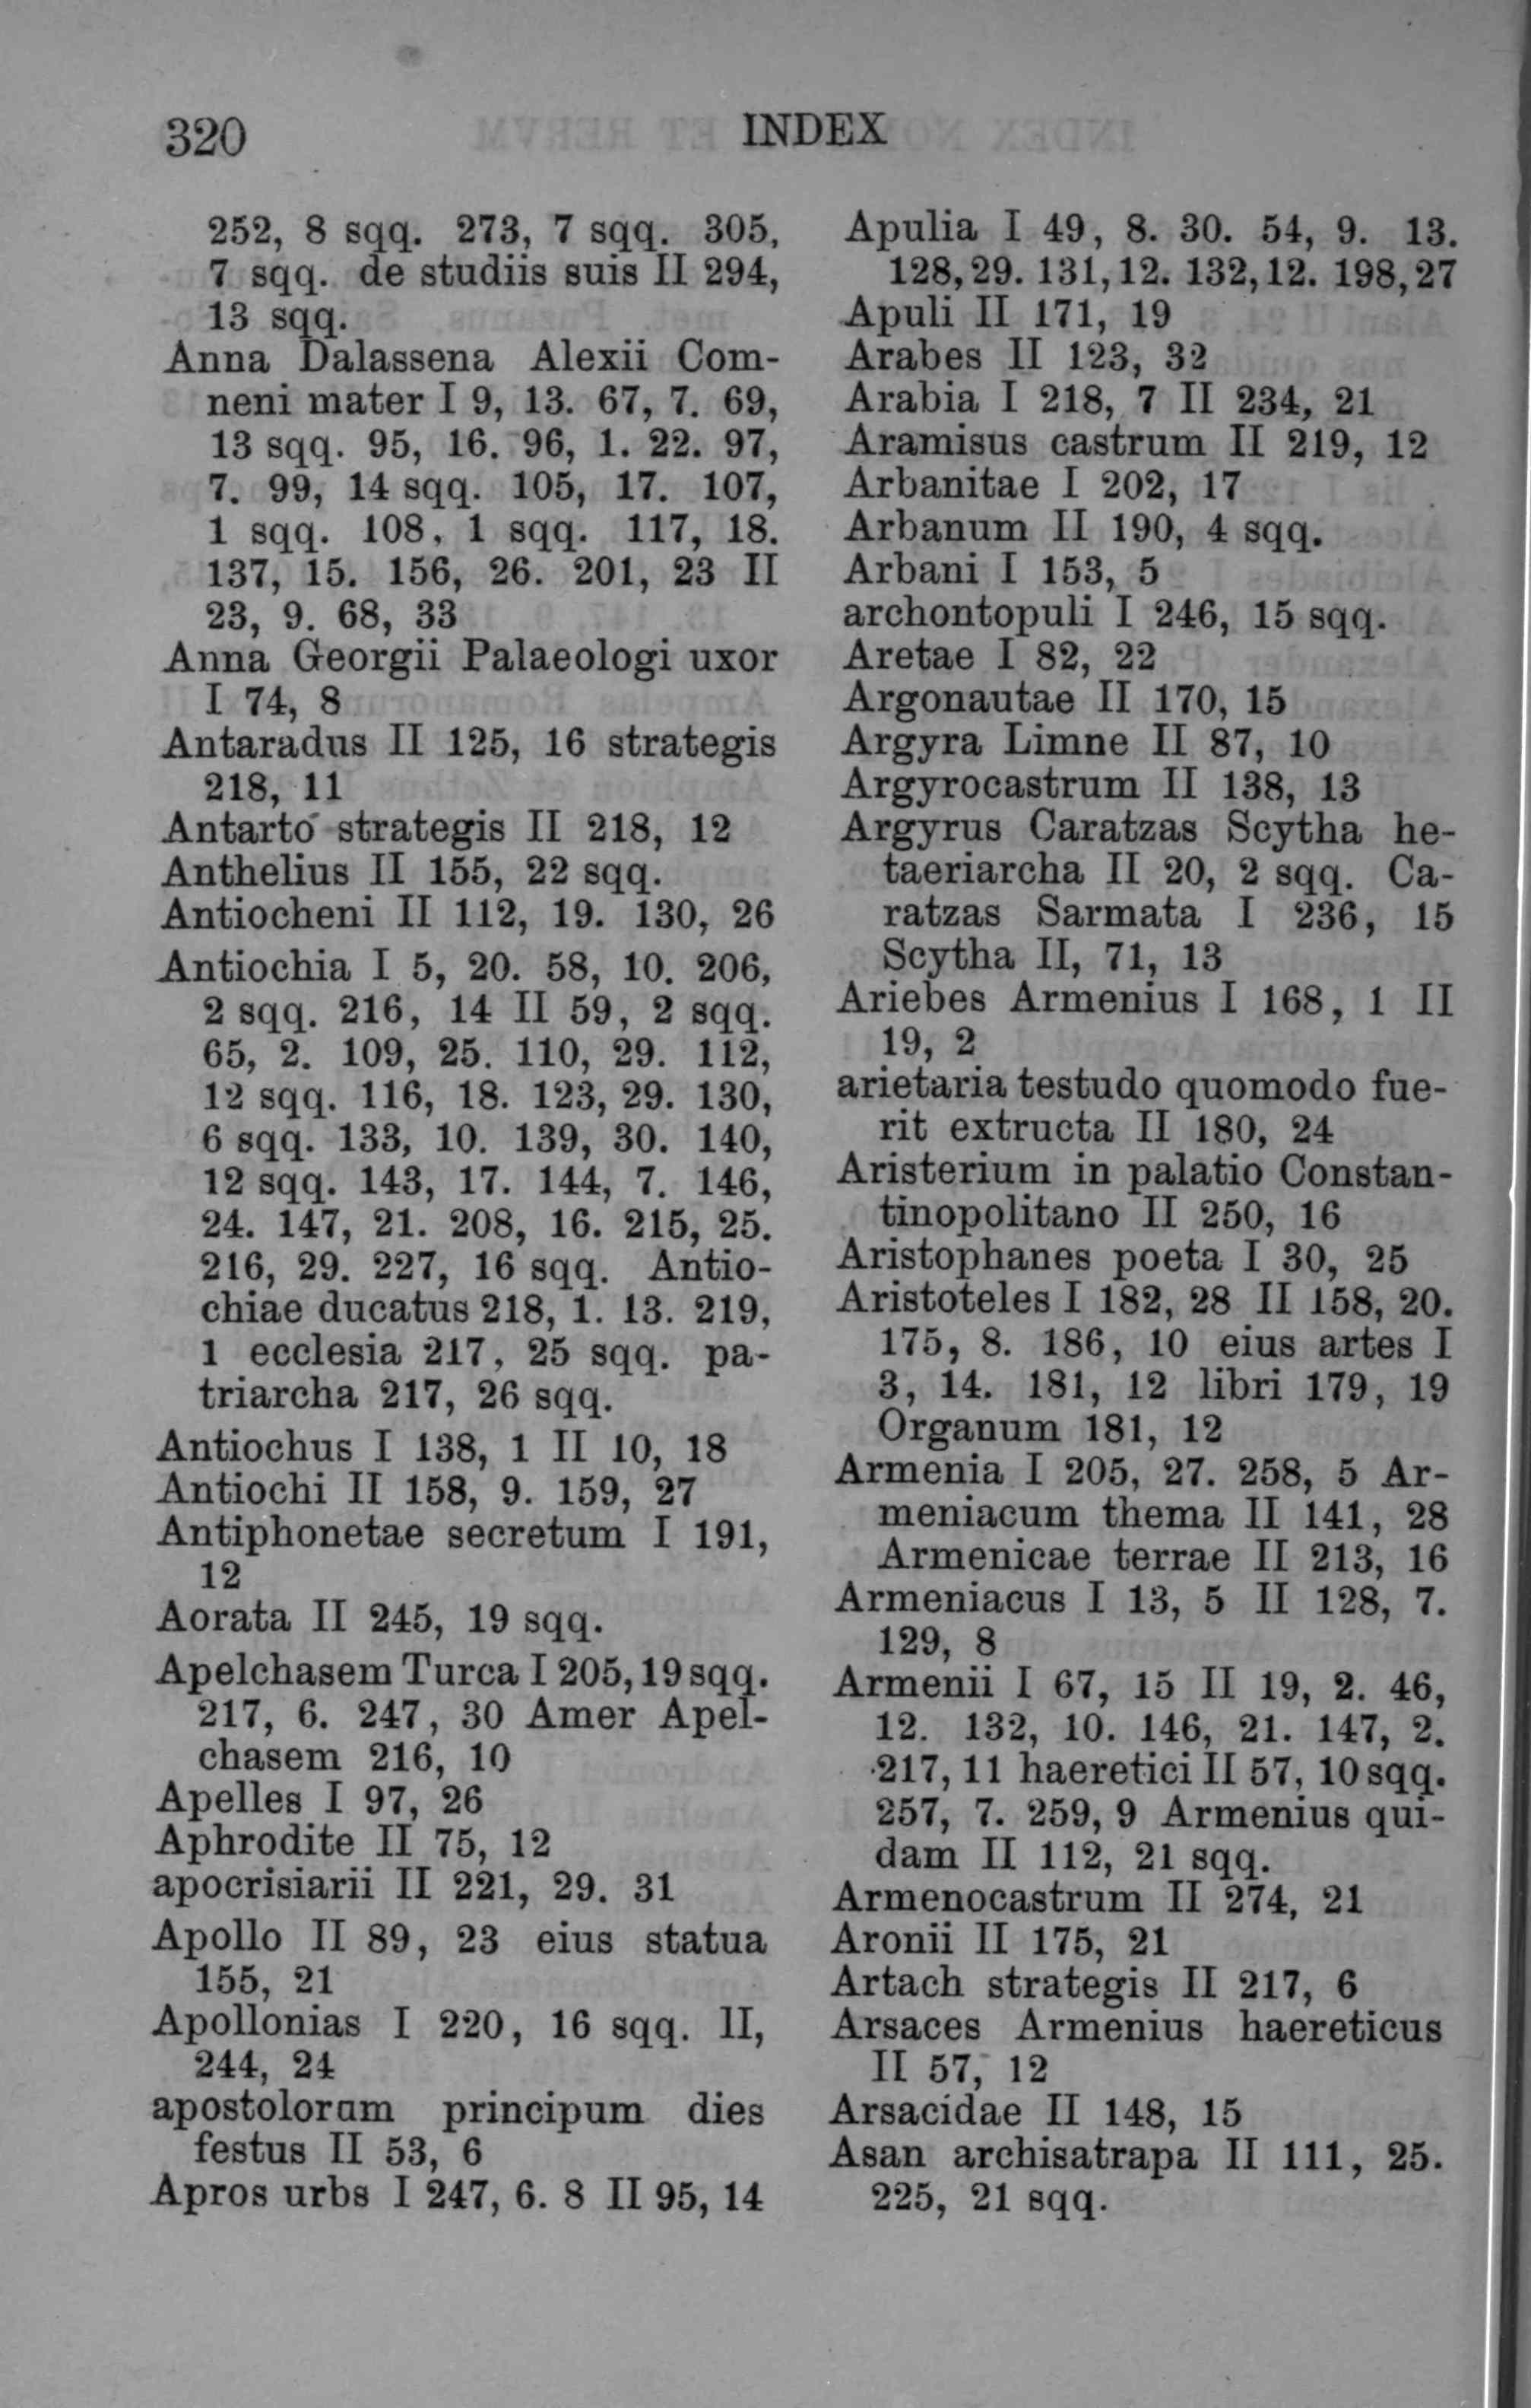 320
INDEX
252, 8 sqq. 273, 7 sqq. 305,
7 sqq. de studiis suis II 294,
13 sqq.
Anna Dalassena Alexii Com-
neni mater I 9, 13. 67, 7. 69,
13 sqq. 95, 16. 96, 1. 22. 97,
7. 99, 14 sqq. 105, 17. 107,
1 sqq. 108, 1 sqq. 117, 18.
137, 15. 156, 26. 201, 23 II
23, 9. 68, 33
Anna Georgii Palaeologi uxor
I 74, 8
Antaradus II 125, 16 strategis
218, 11
Antarto strategis II 218, 12
Anthelius II 155, 22 sqq.
Antiocheni II 112, 19. 130, 26
Antiochia I 5, 20. 58, 10. 206,
2 sqq. 216, 14 II 59, 2 sqq.
65, 2. 109, 25. 110, 29. 112,
12 sqq. 116, 18. 123, 29. 130,
6 sqq. 133, 10. 139, 30. 140,
12 sqq. 143, 17. 144, 7. 146,
24. 147, 21. 208, 16. 215, 25.
216, 29. 227, 16 sqq. Antio-
chiae ducatus 218, 1. 13. 219,
1 ecclesia 217, 25 sqq. pa-
triarcha 217, 26 sqq.
Antiochus I 138, 1 II 10, 18
Antiochi II 158, 9. 159, 27
Antiphonetae secretum I 191,
12
Aorata II 245, 19 sqq.
Apelchasem Turca I 205, 19 sqq.
217, 6. 247, 30 Amer Apel-
chasem 216, 10
Apelles I 97, 26
Aphrodite II 75, 12
apocrisiarii II 221, 29. 31
Apollo II 89, 23 eius statua
155, 21
Apollonias I 220, 16 sqq. II,
244, 24
apostolorum principum dies
festus II 53, 6
Apros urbs I 247, 6. 8 II 95, 14
Apulia I 49, 8. 30. 54, 9. 13.
128, 29. 131, 12. 132, 12. 198, 27
Apuli II 171, 19
Arabes II 123, 32
Arabia I 218, 7 II 234, 21
Aramisus castrum II 219, 12
Arbanitae I 202, 17
Arbanum II 190, 4 sqq.
Arbani I 153, 5
archontopuli I 246, 15 sqq.
Aretae I 82, 22
Argonautae II 170, 15
Argyra Limne II 87, 10
Argyrocastrum II 138, 13
Argyrus Caratzas Scytha he-
taeriarcha II 20, 2 sqq. Ca-
ratzas Sarmata I 236, 15
Scytha II, 71, 13
Ariebes Armenius I 168, 1 II
19, 2
arietaria testudo quomodo fue-
rit extructa II 180, 24
Aristerium in palatio Constan-
tinopolitano II 250, 16
Aristophanes poeta I 30, 25
Aristoteles I 182, 28 II 158, 20.
175, 8. 186, 10 eius artes I
3, 14. 181, 12 libri 179, 19
Organum 181, 12
Armenia I 205, 27. 258, 5 Ar-
meniacum thema II 141, 28
Armenicae terrae II 213, 16
Armeniacus I 13, 5 II 128, 7.
129, 8
Armenii I 67, 15 II 19, 2. 46,
12. 132, 10. 146, 21. 147, 2.
217, 11 haeretici II 57, 10 sqq.
257, 7. 259, 9 Armenius qui-
dam II 112, 21 sqq.
Armenocastrum II 274, 21
Aronii II 175, 21
Artach strategis II 217, 6
Arsaces Armenius haereticus
II 57, 12
Arsacidae II 148, 15
Asan archisatrapa II 111, 25.
225, 21 sqq.